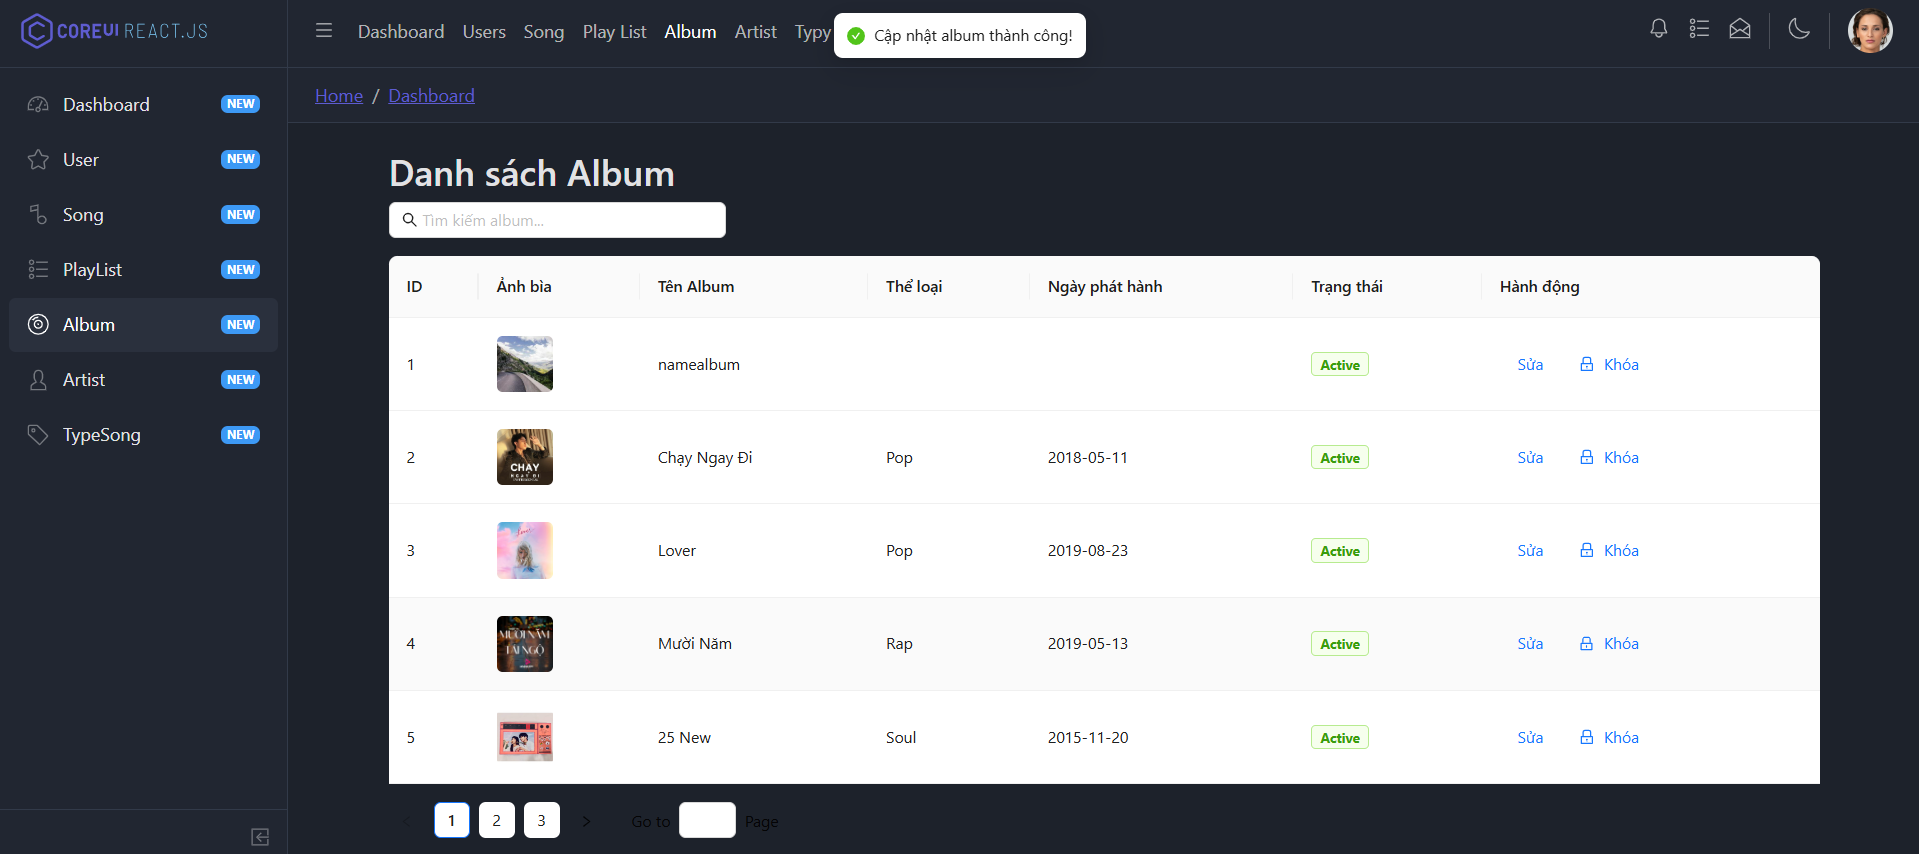 COREUI REACT.JS
Dashboard Users Song Play List Album Artist Typy
Cập nhật album thành công!
Home / Dashboard
Dashboard NEW
User NEW
Song NEW
PlayList NEW
Album NEW
Artist NEW
TypeSong NEW
Danh sách Album
Tìm kiếm album...
ID Ảnh bìa Tên Album Thể loại Ngày phát hành Trạng thái Hành động
1 namealbum Active Sửa Khóa
CHẠY
NGAY ĐI
2 Chạy Ngay Đi Pop 2018-05-11 Active Sửa Khóa
Lover
3 Lover Pop 2019-08-23 Active Sửa Khóa
MƯỜI NĂM
TÁI NGỘ
4 Mười Năm Rap 2019-05-13 Active Sửa Khóa
5 25 New Soul 2015-11-20 Active Sửa Khóa
1 2 3 Go to Page